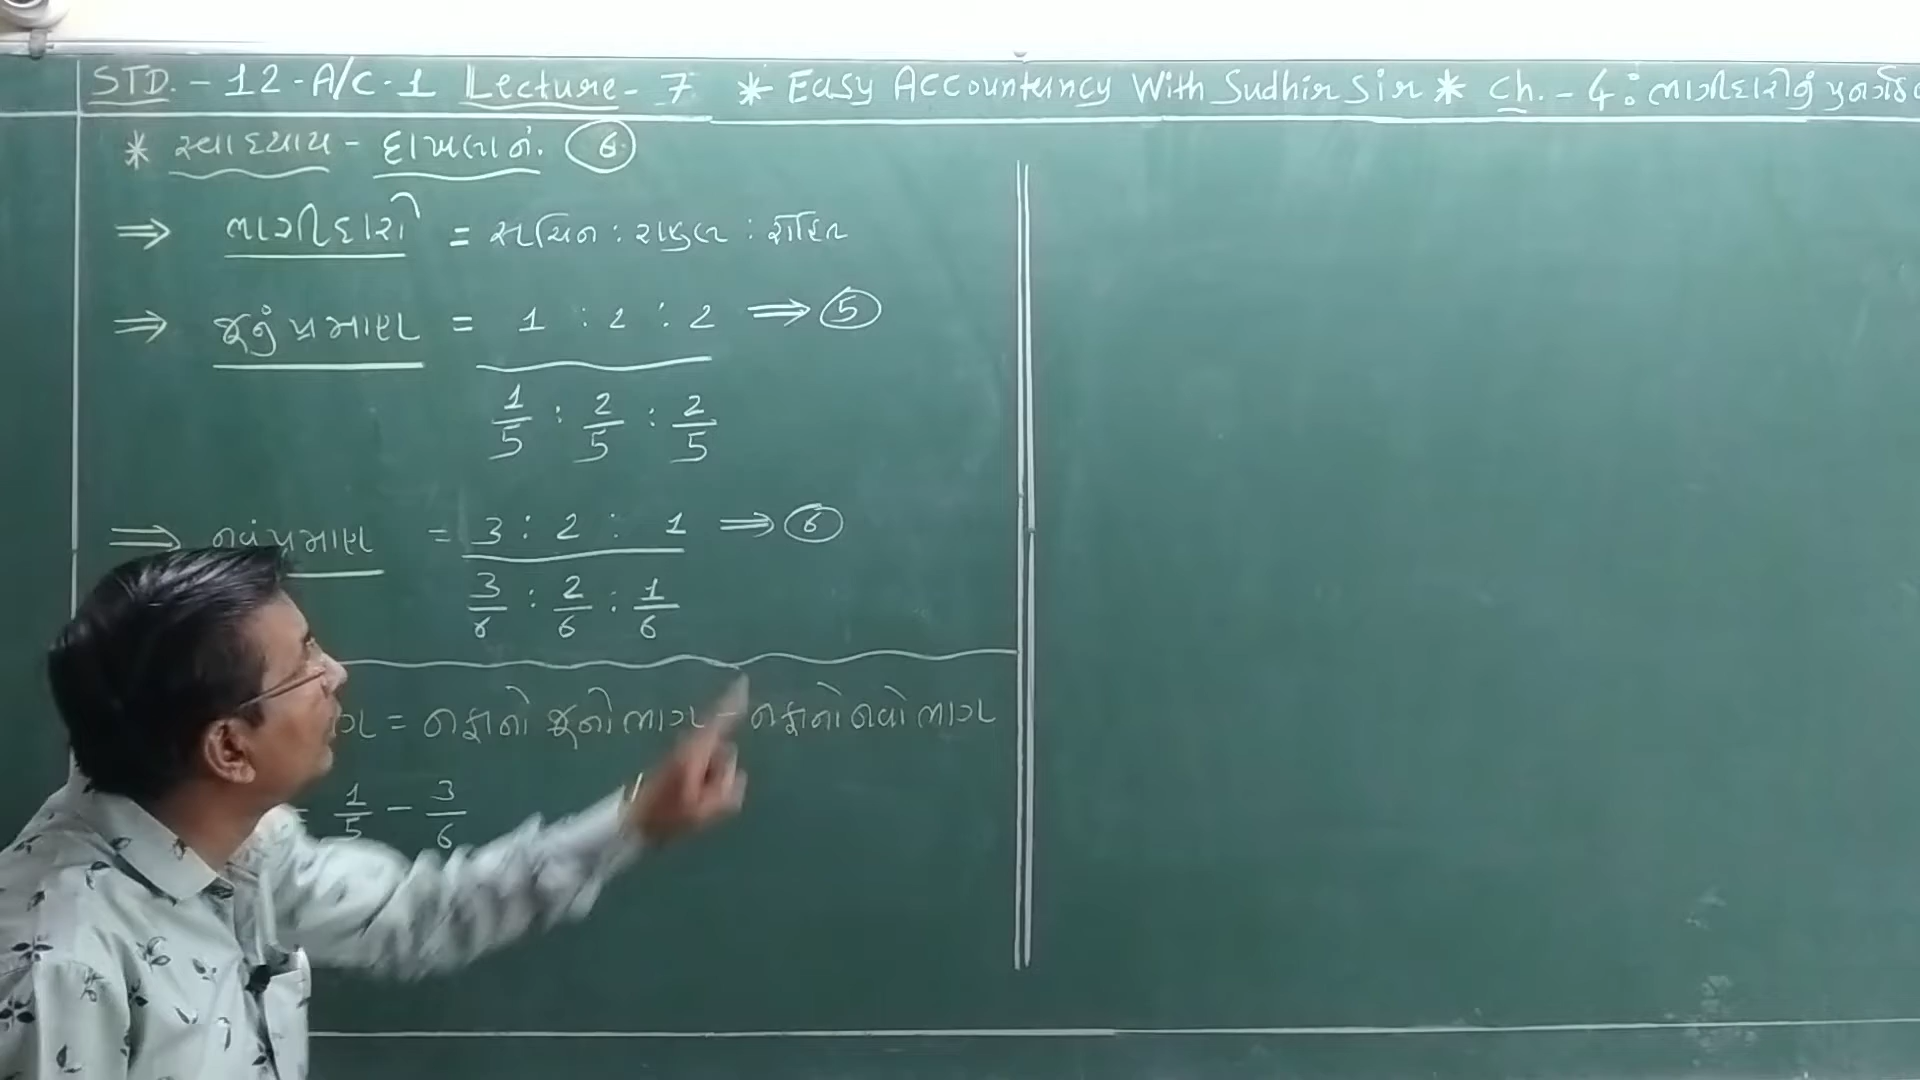 STD. - 12 - A/C - 1 Lecture - 7 * Easy Accountancy With Sudhir Sir * Ch. - 4 : ભાગીદારીનું
* સ્વાધ્યાય - દાખલા નં. 6
⇒ ભાગીદારો = સચિન : રાહુલ : રોહિત
⇒ જૂનું પ્રમાણ = 1 : 2 : 2 ⇒ 5
1/5 : 2/5 : 2/5
⇒ નવું પ્રમાણ = 3 : 2 : 1 ⇒ 6
3/6 : 2/6 : 1/6
= નફાનો જૂનો ભાગ - નફાનો નવો ભાગ
= 1/5 - 3/6